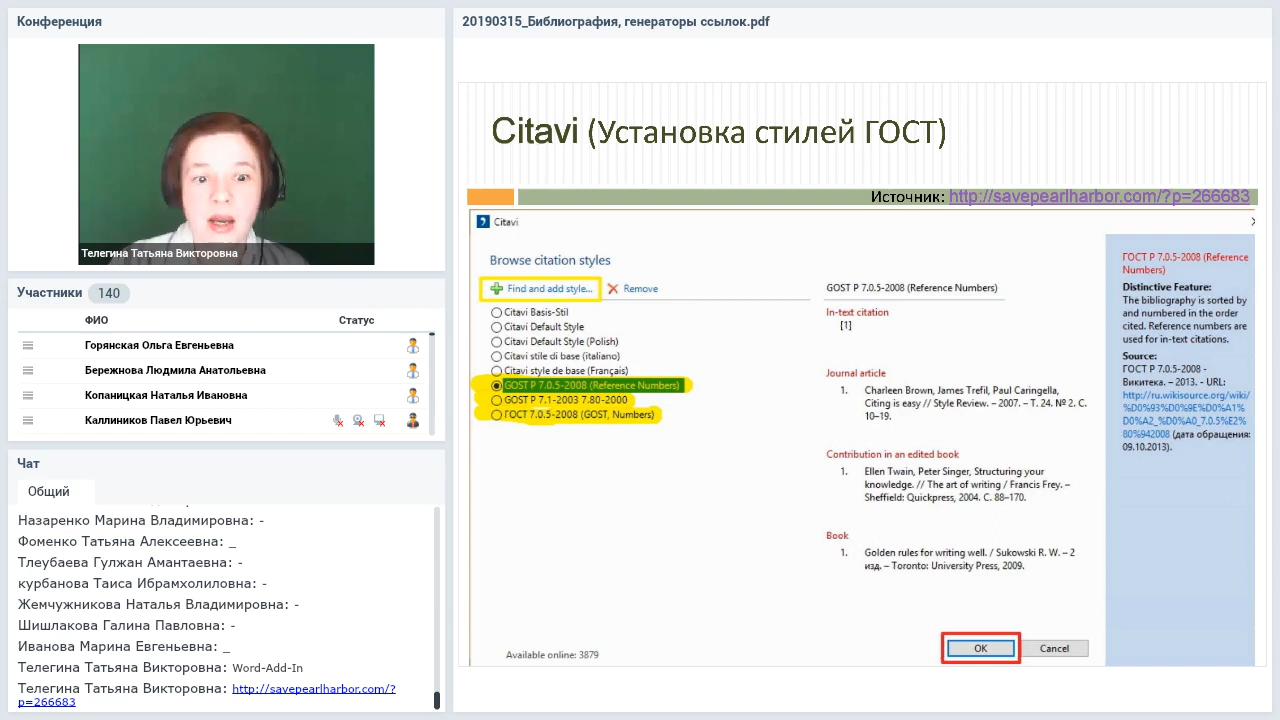 Конференция
Телегина Татьяна Викторовна
Участники 140
ФИО Статус
Горянская Ольга Евгеньевна
Бережнова Людмила Анатольевна
Копаницкая Наталья Ивановна
Каллиников Павел Юрьевич
Чат
Общий
Назаренко Марина Владимировна: -
Фоменко Татьяна Алексеевна: _
Тлеубаева Гулжан Амантаевна: -
курбанова Таиса Ибрамхолиловна: -
Жемчужникова Наталья Владимировна: -
Шишлакова Галина Павловна: -
Иванова Марина Евгеньевна: _
Телегина Татьяна Викторовна: Word-Add-In
Телегина Татьяна Викторовна: http://savepearlharbor.com/?
p=266683
20190315_Библиография, генераторы ссылок.pdf
Citavi (Установка стилей ГОСТ)
Источник: http://savepearlharbor.com/?p=266683
Citavi
Browse citation styles
Find and add style... Remove
Citavi Basis-Stil
Citavi Default Style
Citavi Default Style (Polish)
Citavi stile di base (italiano)
Citavi style de base (Français)
GOST P 7.0.5-2008 (Reference Numbers)
GOST P 7.1-2003 7.80-2000
ГОСТ 7.0.5-2008 (GOST, Numbers)
Available online: 3879
GOST P 7.0.5-2008 (Reference Numbers)
In-text citation
[1]
Journal article
1. Charleen Brown, James Trefil, Paul Caringella,
Citing is easy // Style Review. – 2007. – Т. 24. № 2. С.
10–19.
Contribution in an edited book
1. Ellen Twain, Peter Singer, Structuring your
knowledge. // The art of writing / Francis Frey. –
Sheffield: Quickpress, 2004. С. 88–170.
Book
1. Golden rules for writing well. / Sukowski R. W. – 2
изд. – Toronto: University Press, 2009.
OK Cancel
ГОСТ Р 7.0.5-2008 (Reference
Numbers)
Distinctive Feature:
The bibliography is sorted by
and numbered in the order
cited. Reference numbers are
used for in-text citations.
Source:
ГОСТ Р 7.0.5-2008 -
Викитека. – 2013. - URL:
http://ru.wikisource.org/wiki/
%D0%93%D0%9E%D0%A1%
D0%A2_%D0%A0_7.0.5%E2%
80%942008 (дата обращения:
09.10.2013).